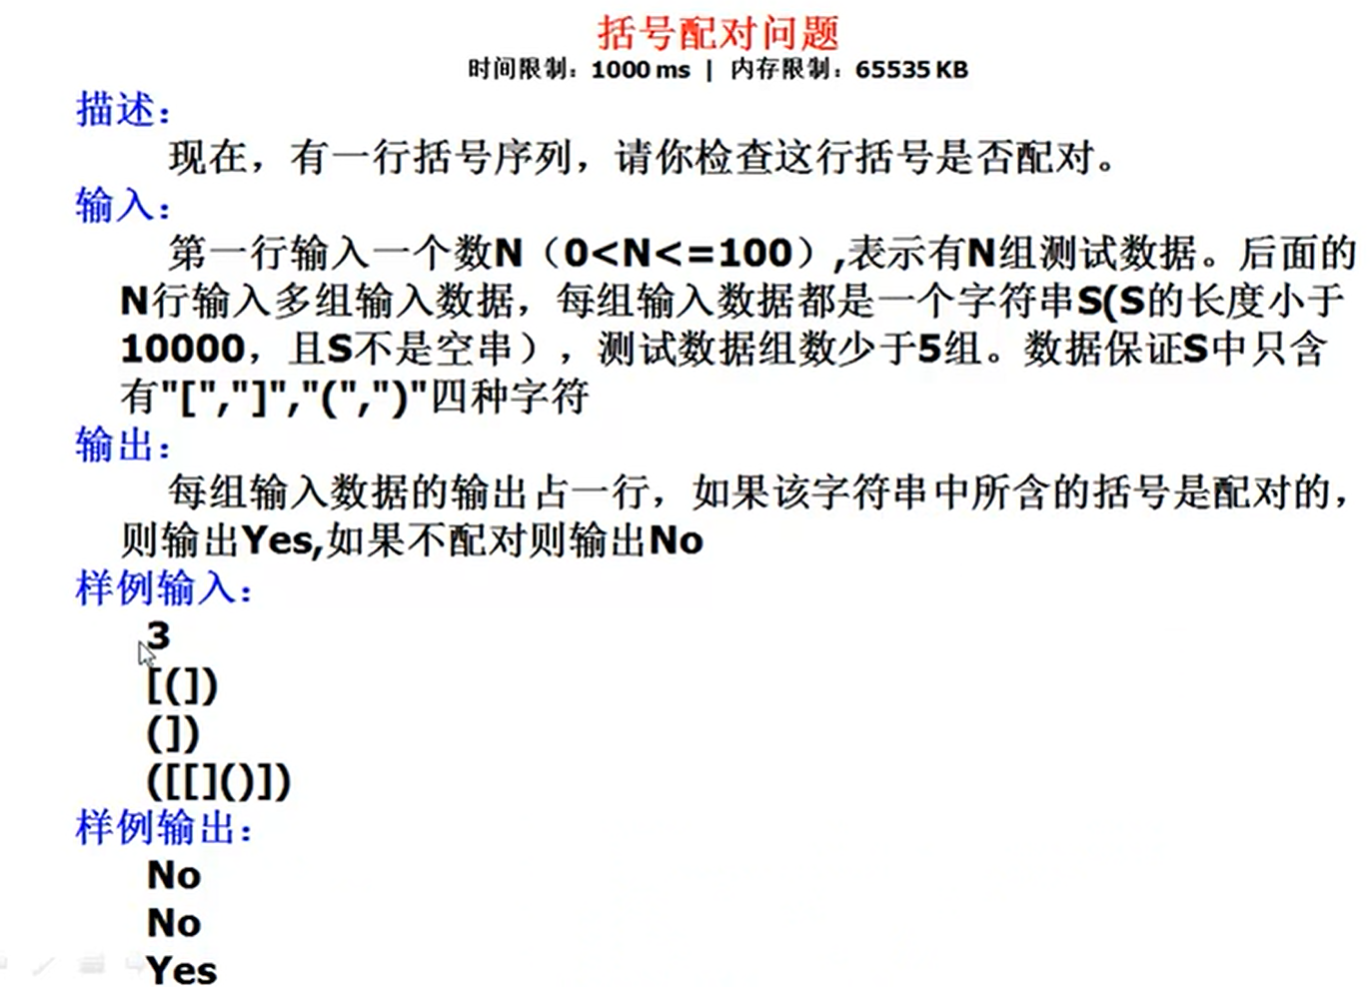 括号配对问题
时间限制：1000 ms | 内存限制：65535 KB
描述：
现在，有一行括号序列，请你检查这行括号是否配对。
输入：
第一行输入一个数N（0<N<=100）,表示有N组测试数据。后面的
N行输入多组输入数据，每组输入数据都是一个字符串S(S的长度小于
10000，且S不是空串），测试数据组数少于5组。数据保证S中只含
有"[","]","(",")"四种字符
输出：
每组输入数据的输出占一行，如果该字符串中所含的括号是配对的，
则输出Yes,如果不配对则输出No
样例输入：
3
[(])
(])
([[]()])
样例输出：
No
No
Yes